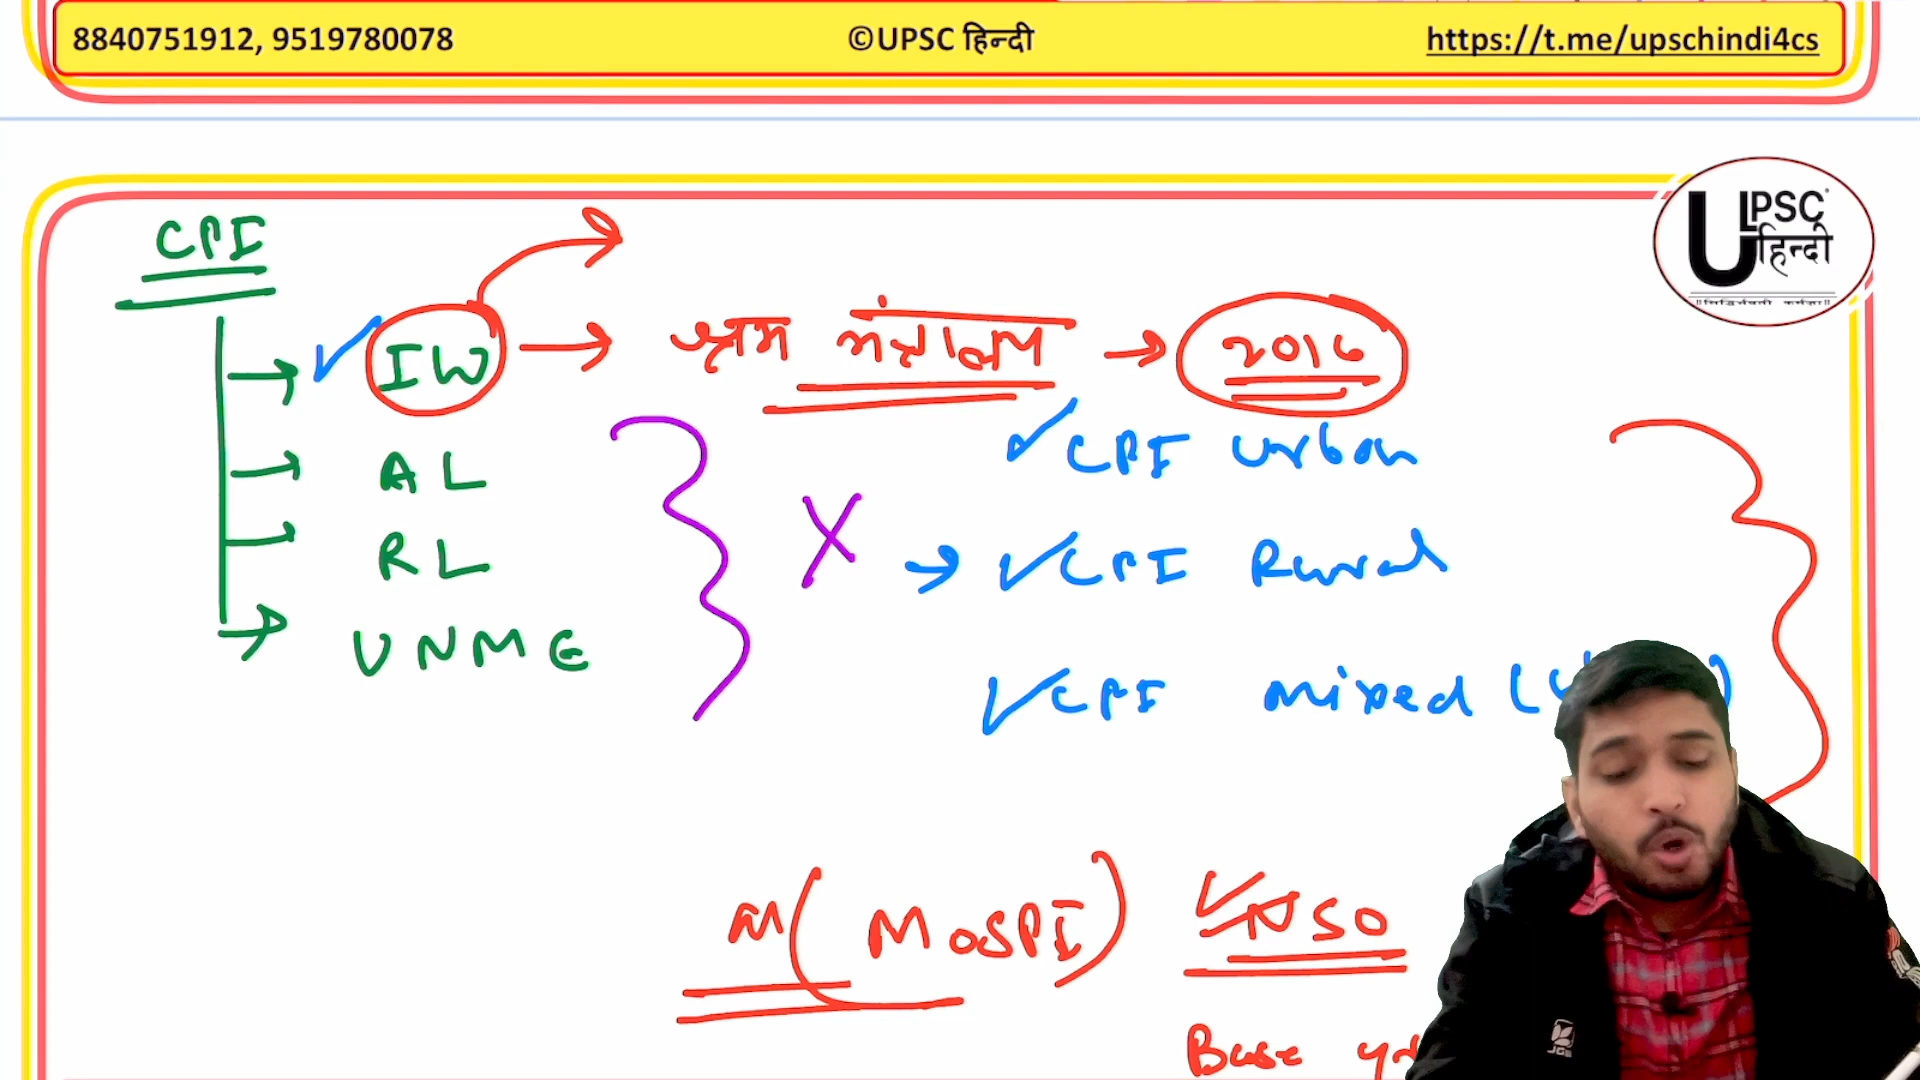 8840751912, 9519780078 ©UPSC हिन्दी https://t.me/upschindi4cs
UPSC
हिन्दी
CPI
IW → श्रम मंत्रालय → 2016
AL
RL
UNME
X
CPI Urban
→ CPI Rural
CPI mixed (
M (MOSPI) NSO
Base